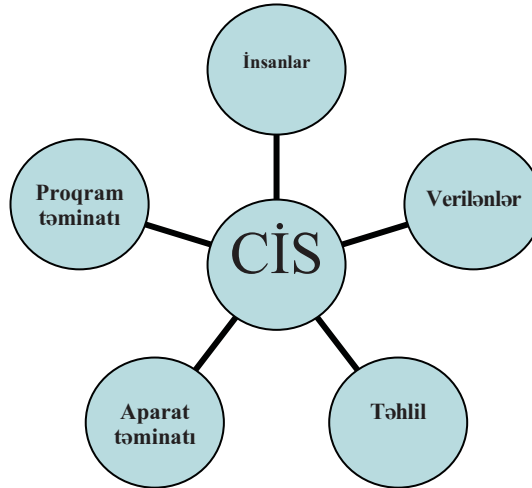 İnsanlar
Proqram
təminatı
Verilənlər
CİS
Aparat
təminatı
Təhlil